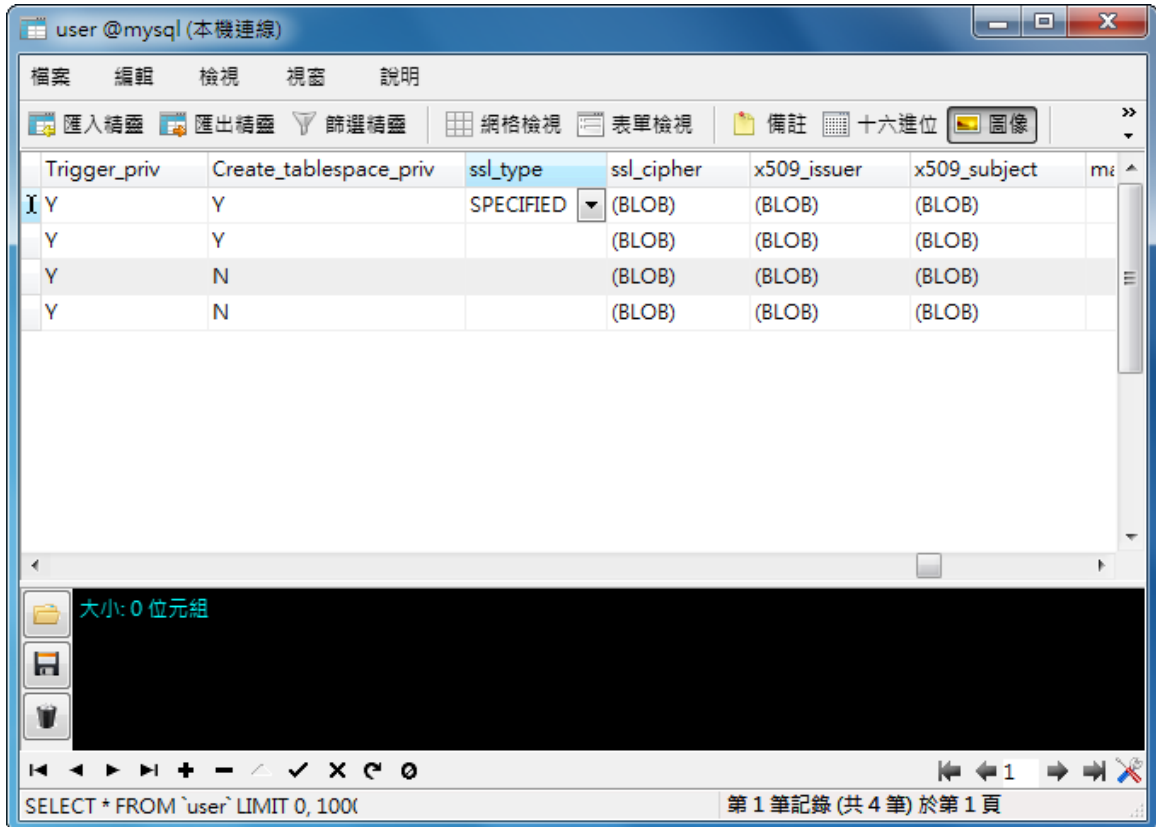 user @mysql (本機連線)
檔案 編輯 檢視 視窗 說明
匯入精靈 匯出精靈 篩選精靈 網格檢視 表單檢視 備註 十六進位 圖像
Trigger_priv Create_tablespace_priv ssl_type ssl_cipher x509_issuer x509_subject ma
Y Y SPECIFIED (BLOB) (BLOB) (BLOB)
Y Y (BLOB) (BLOB) (BLOB)
Y N (BLOB) (BLOB) (BLOB)
Y N (BLOB) (BLOB) (BLOB)
大小: 0 位元組
1
SELECT * FROM `user` LIMIT 0, 100( 第 1 筆記錄 (共 4 筆) 於第 1 頁